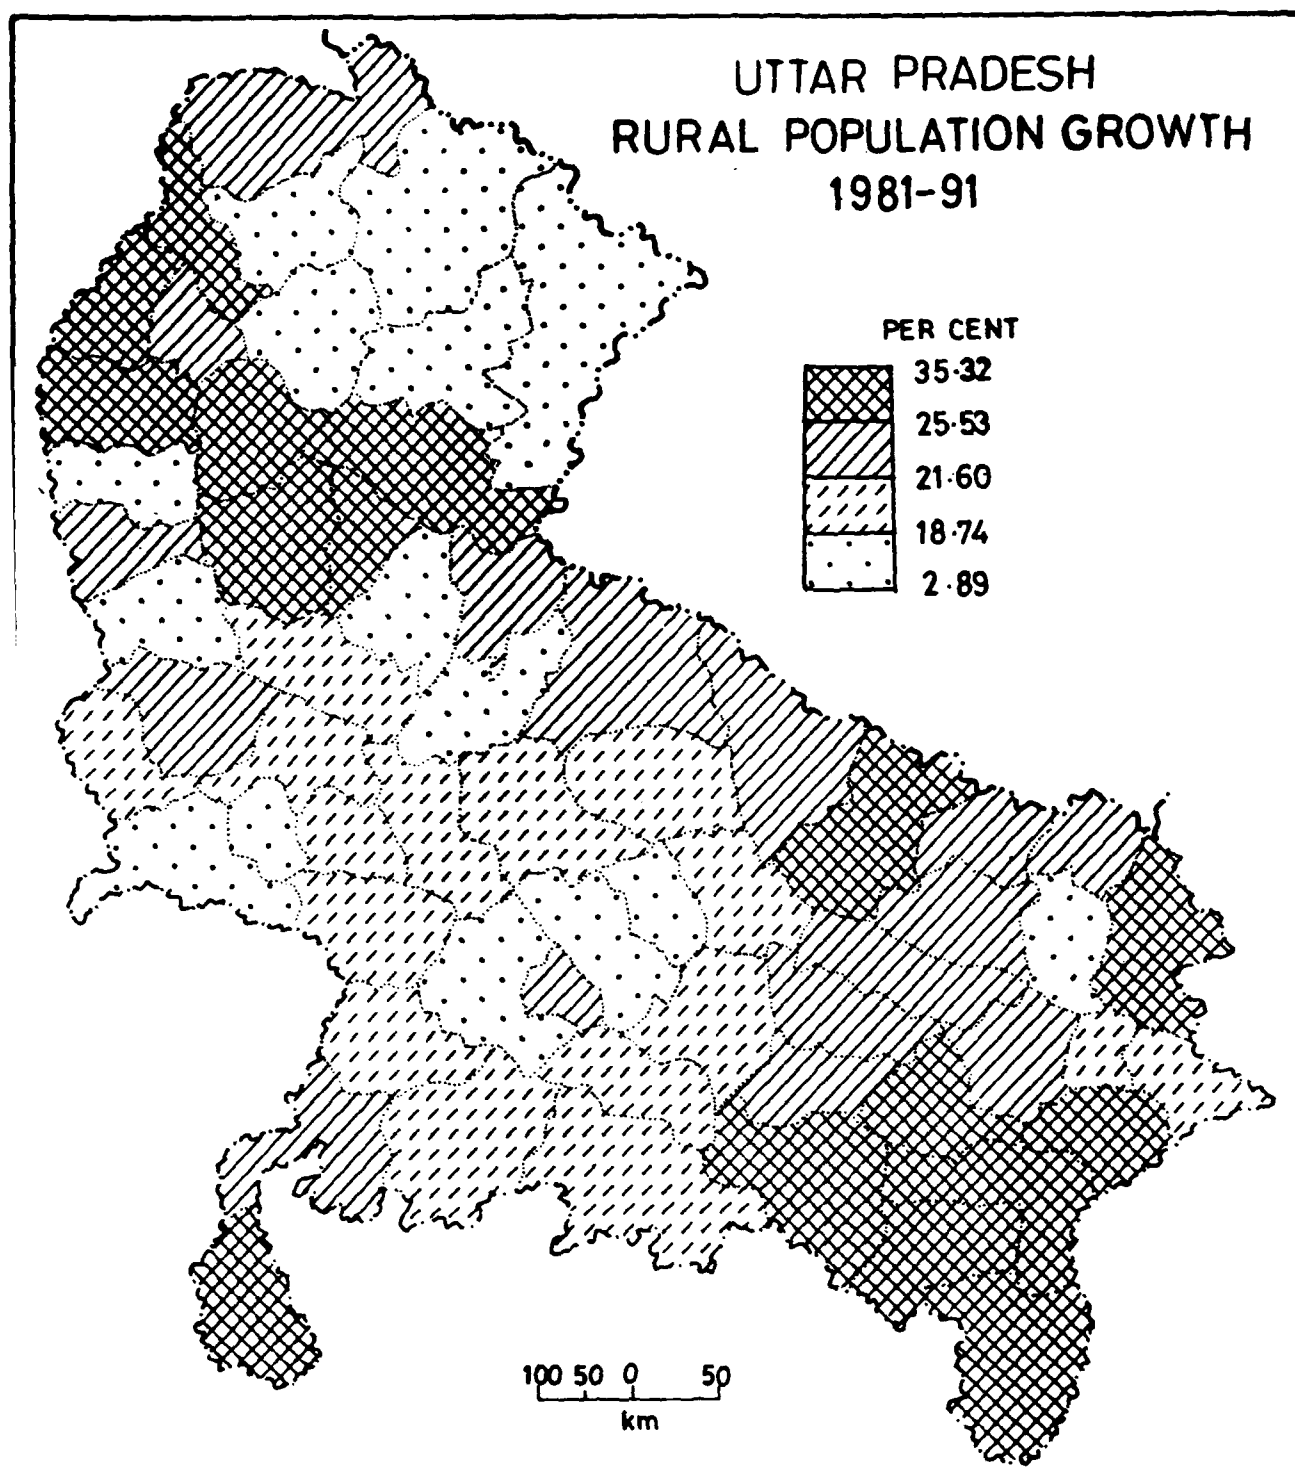 UTTAR PRADESH
RURAL POPULATION GROWTH
1981-91
PER CENT
35·32
25·53
21·60
18·74
2·89
100 50 0 50
km